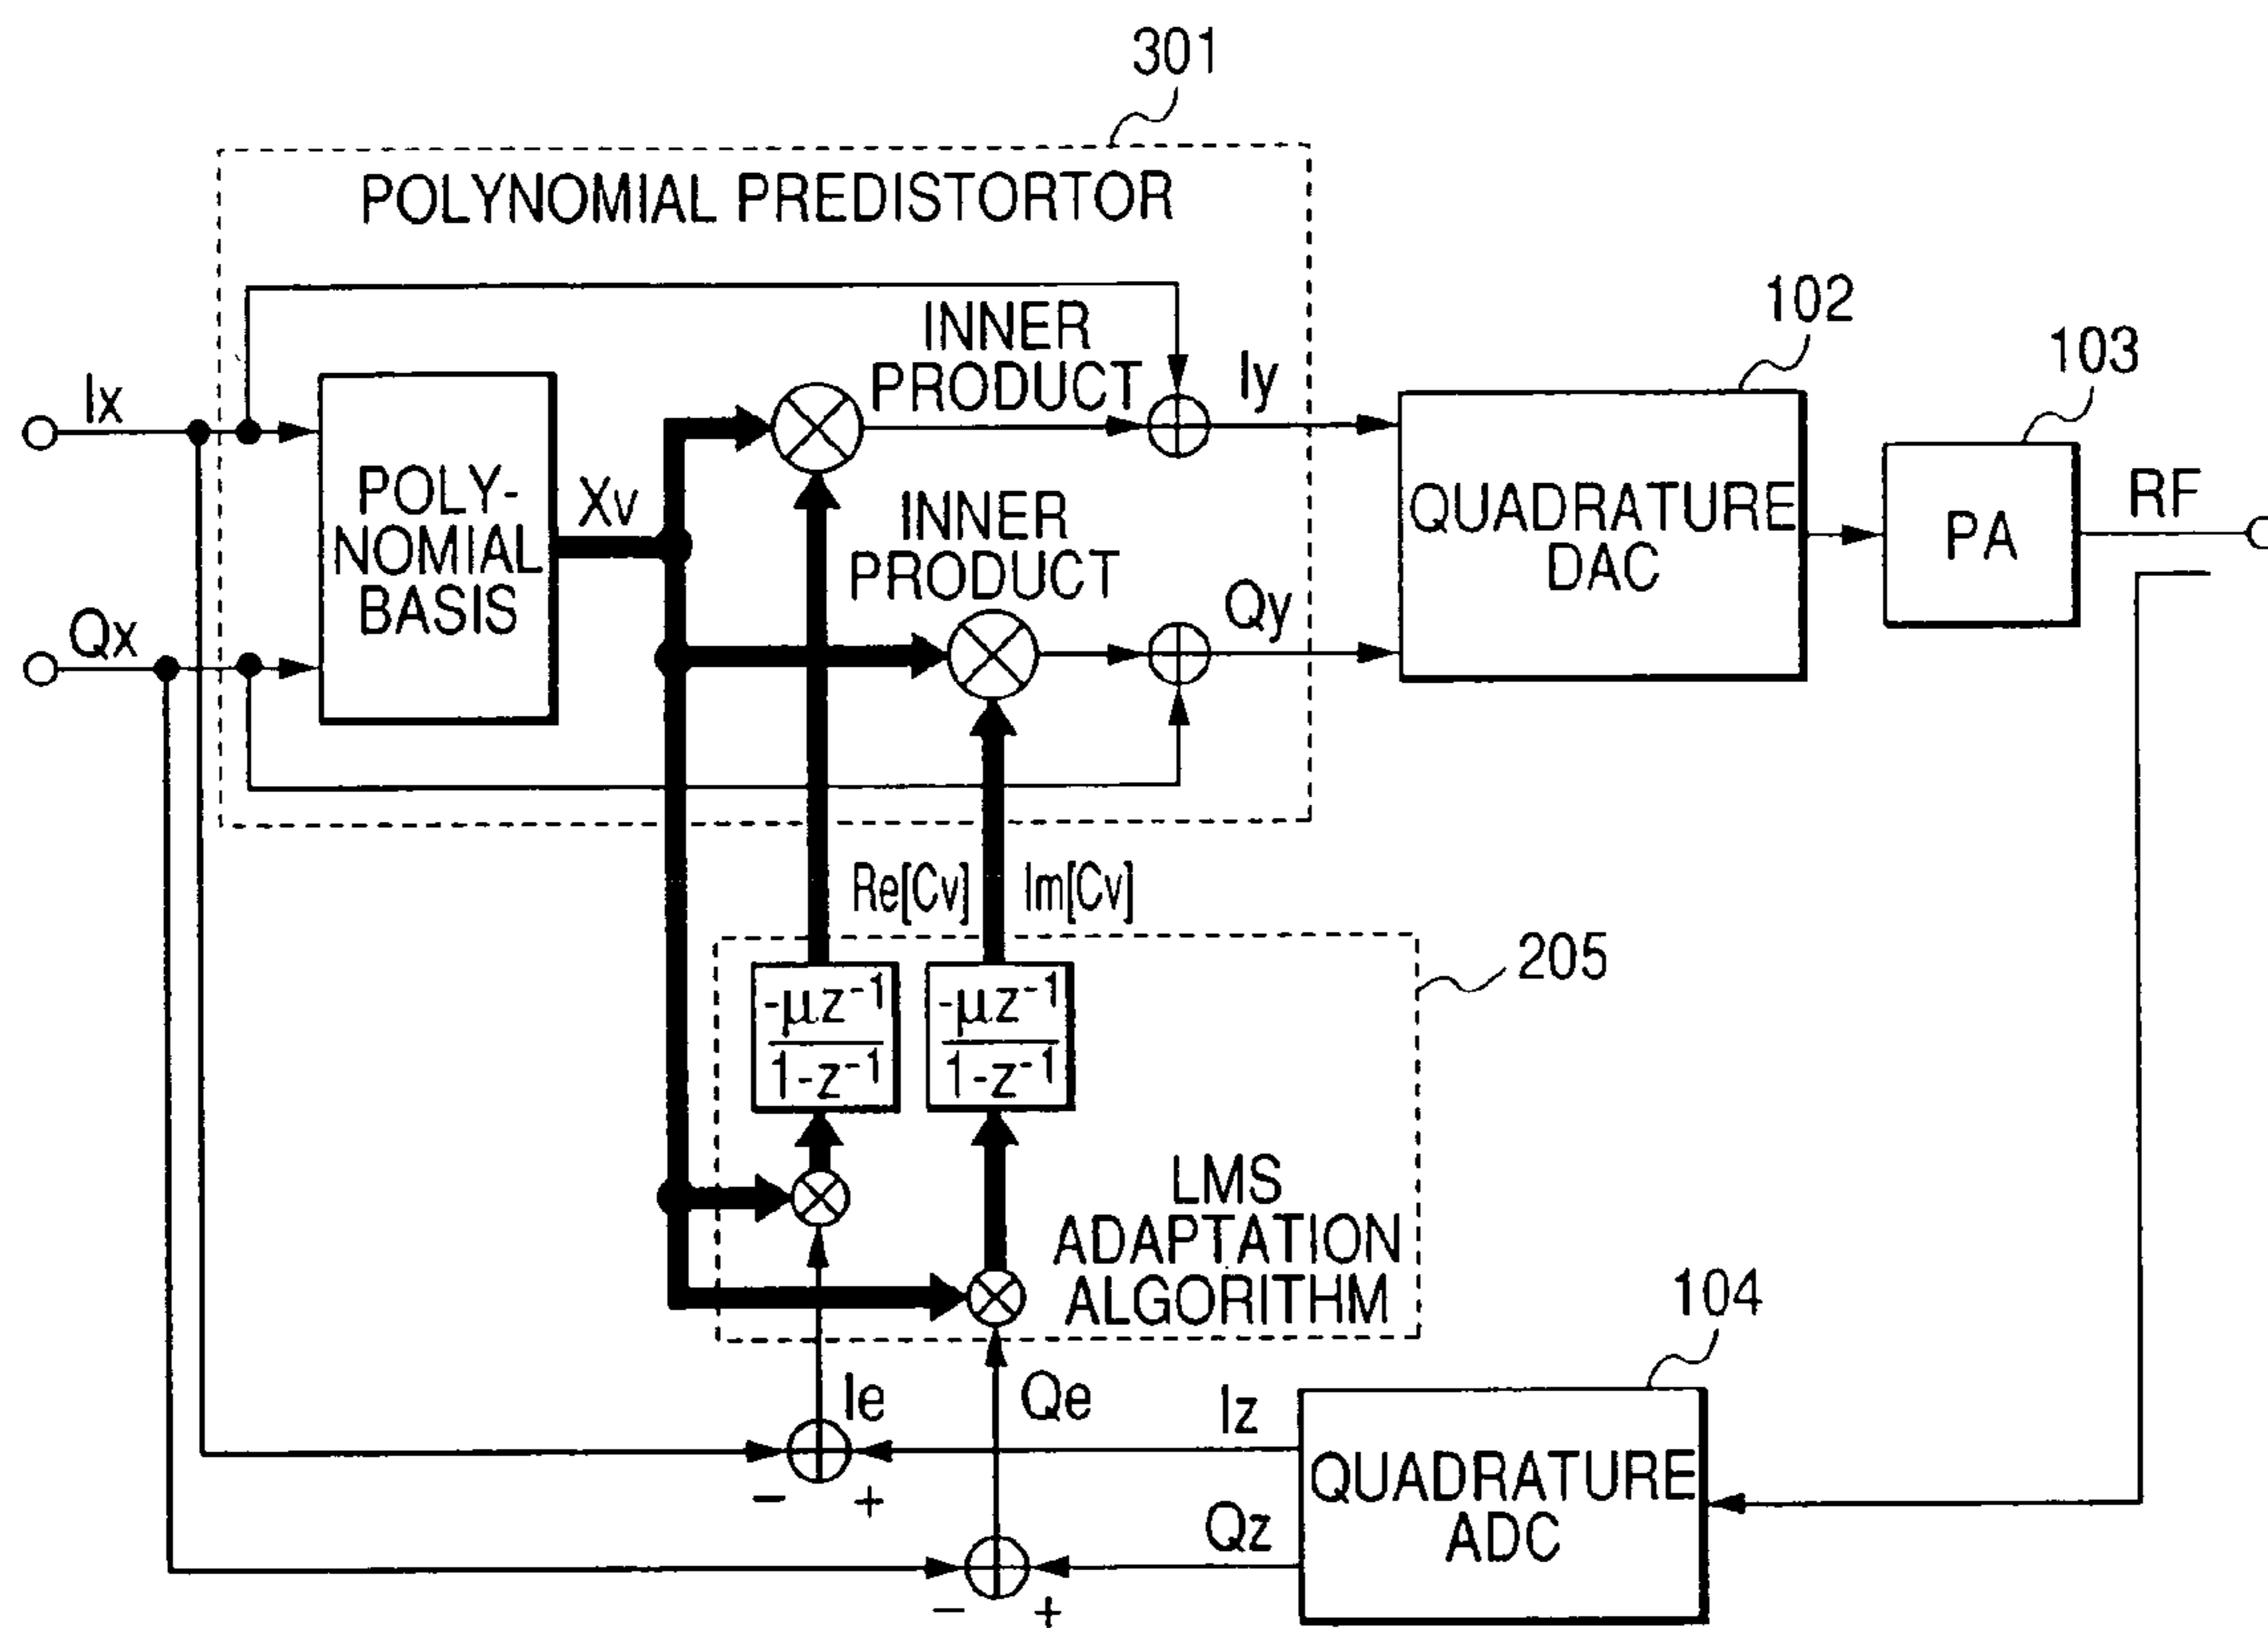 301
POLYNOMIAL PREDISTORTOR
102
103
INNER
PRODUCT
Ix
Iy
POLY-
NOMIAL
BASIS
Xv
INNER
PRODUCT
QUADRATURE
DAC
PA
RF
Qx
Qy
Re[Cv]
Im[Cv]
205
-μz-1
1-z-1
-μz-1
1-z-1
LMS
ADAPTATION
ALGORITHM
104
Ie
Qe
Iz
− +
QUADRATURE
ADC
Qz
− +